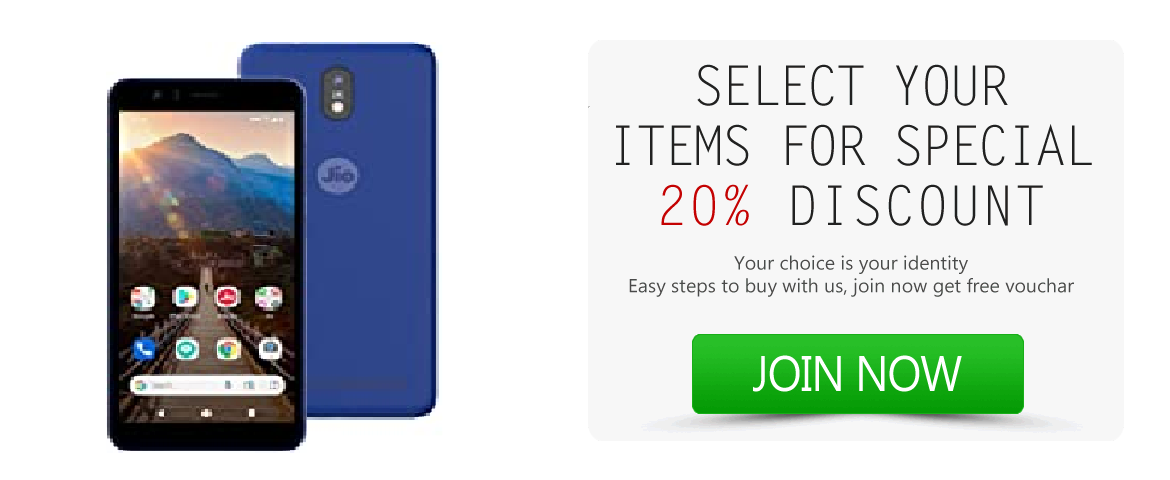 Jio
SELECT YOUR
ITEMS FOR SPECIAL
20% DISCOUNT
Your choice is your identity
Easy steps to buy with us, join now get free vouchar
JOIN NOW